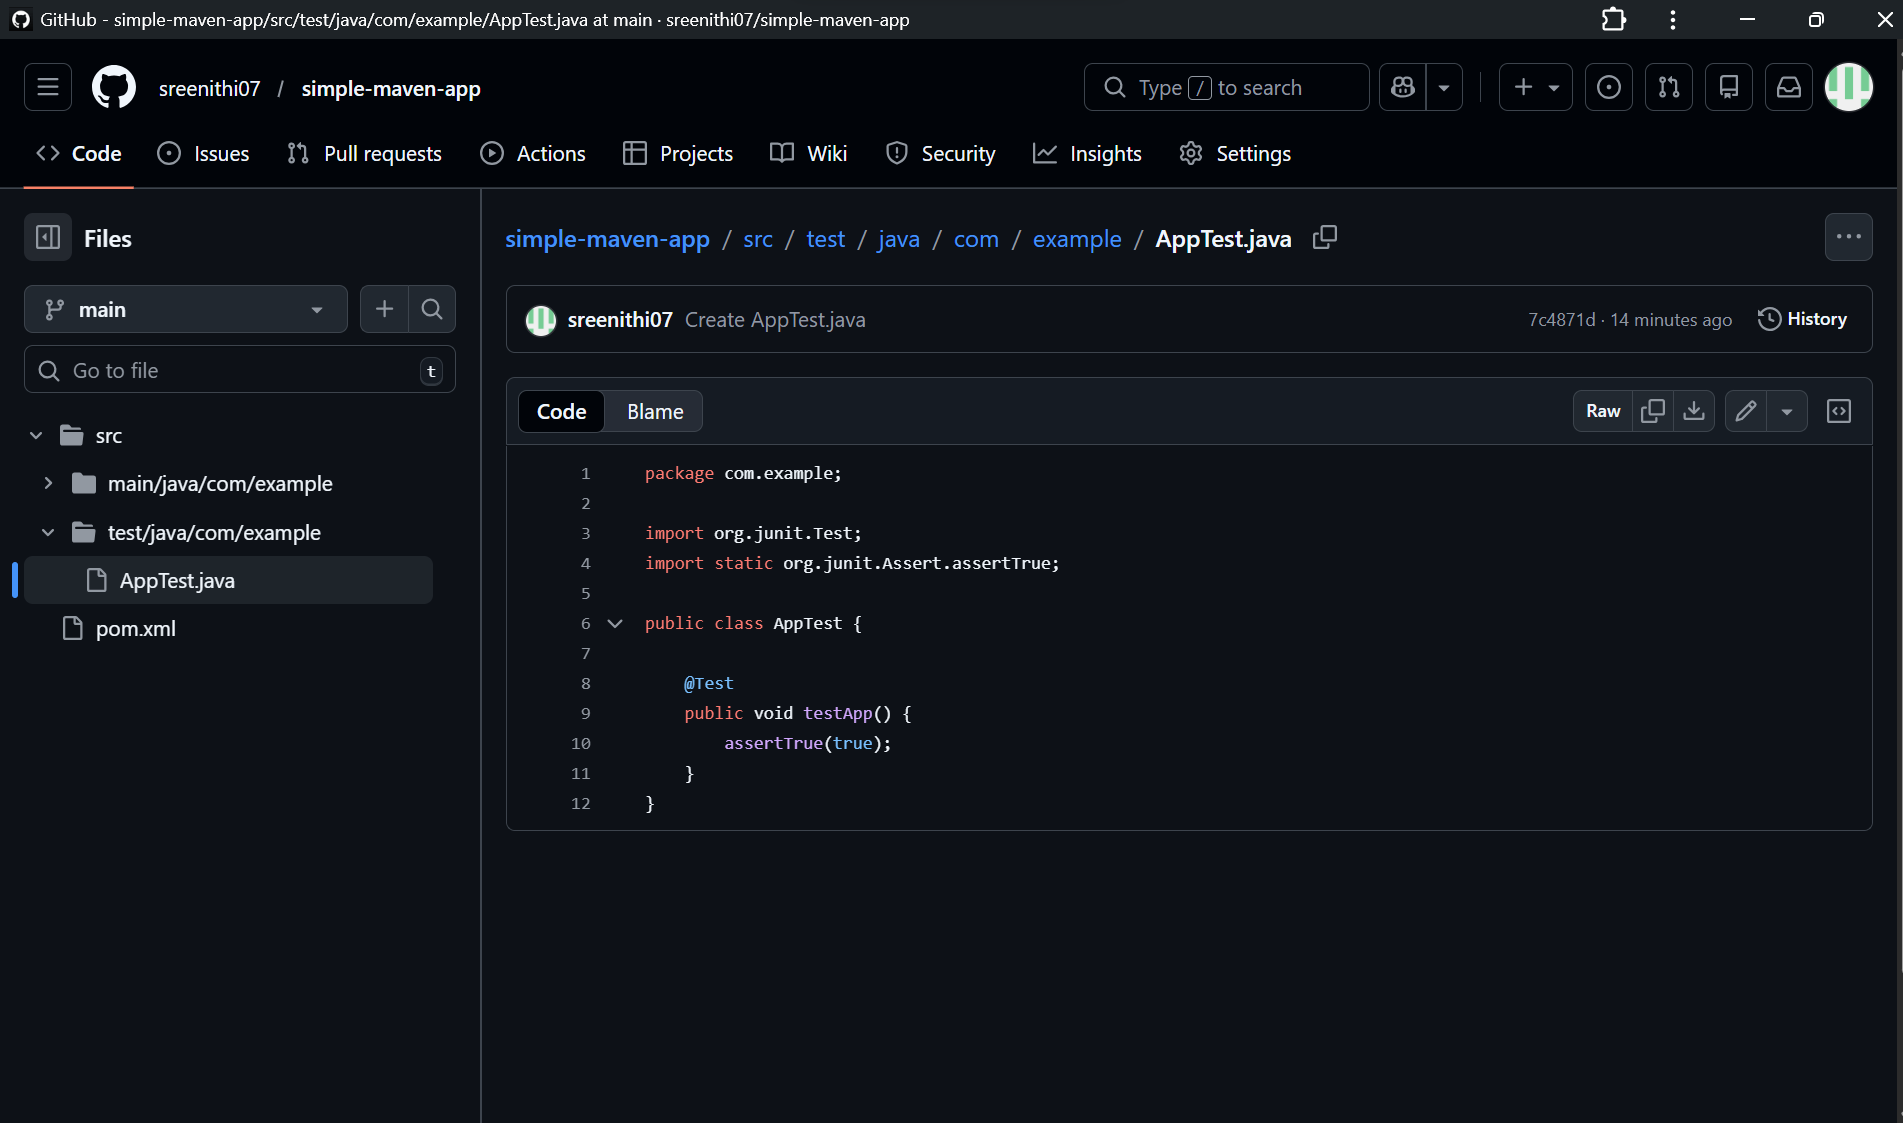 GitHub - simple-maven-app/src/test/java/com/example/AppTest.java at main · sreenithi07/simple-maven-app
sreenithi07 / simple-maven-app
Type / to search
Code
Issues
Pull requests
Actions
Projects
Wiki
Security
Insights
Settings
Files
main
Go to file
t
src
main/java/com/example
test/java/com/example
AppTest.java
pom.xml
simple-maven-app / src / test / java / com / example / AppTest.java
sreenithi07 Create AppTest.java
7c4871d · 14 minutes ago
History
Code
Blame
Raw
1 package com.example;
2
3 import org.junit.Test;
4 import static org.junit.Assert.assertTrue;
5
6 public class AppTest {
7
8 @Test
9 public void testApp() {
10 assertTrue(true);
11 }
12 }